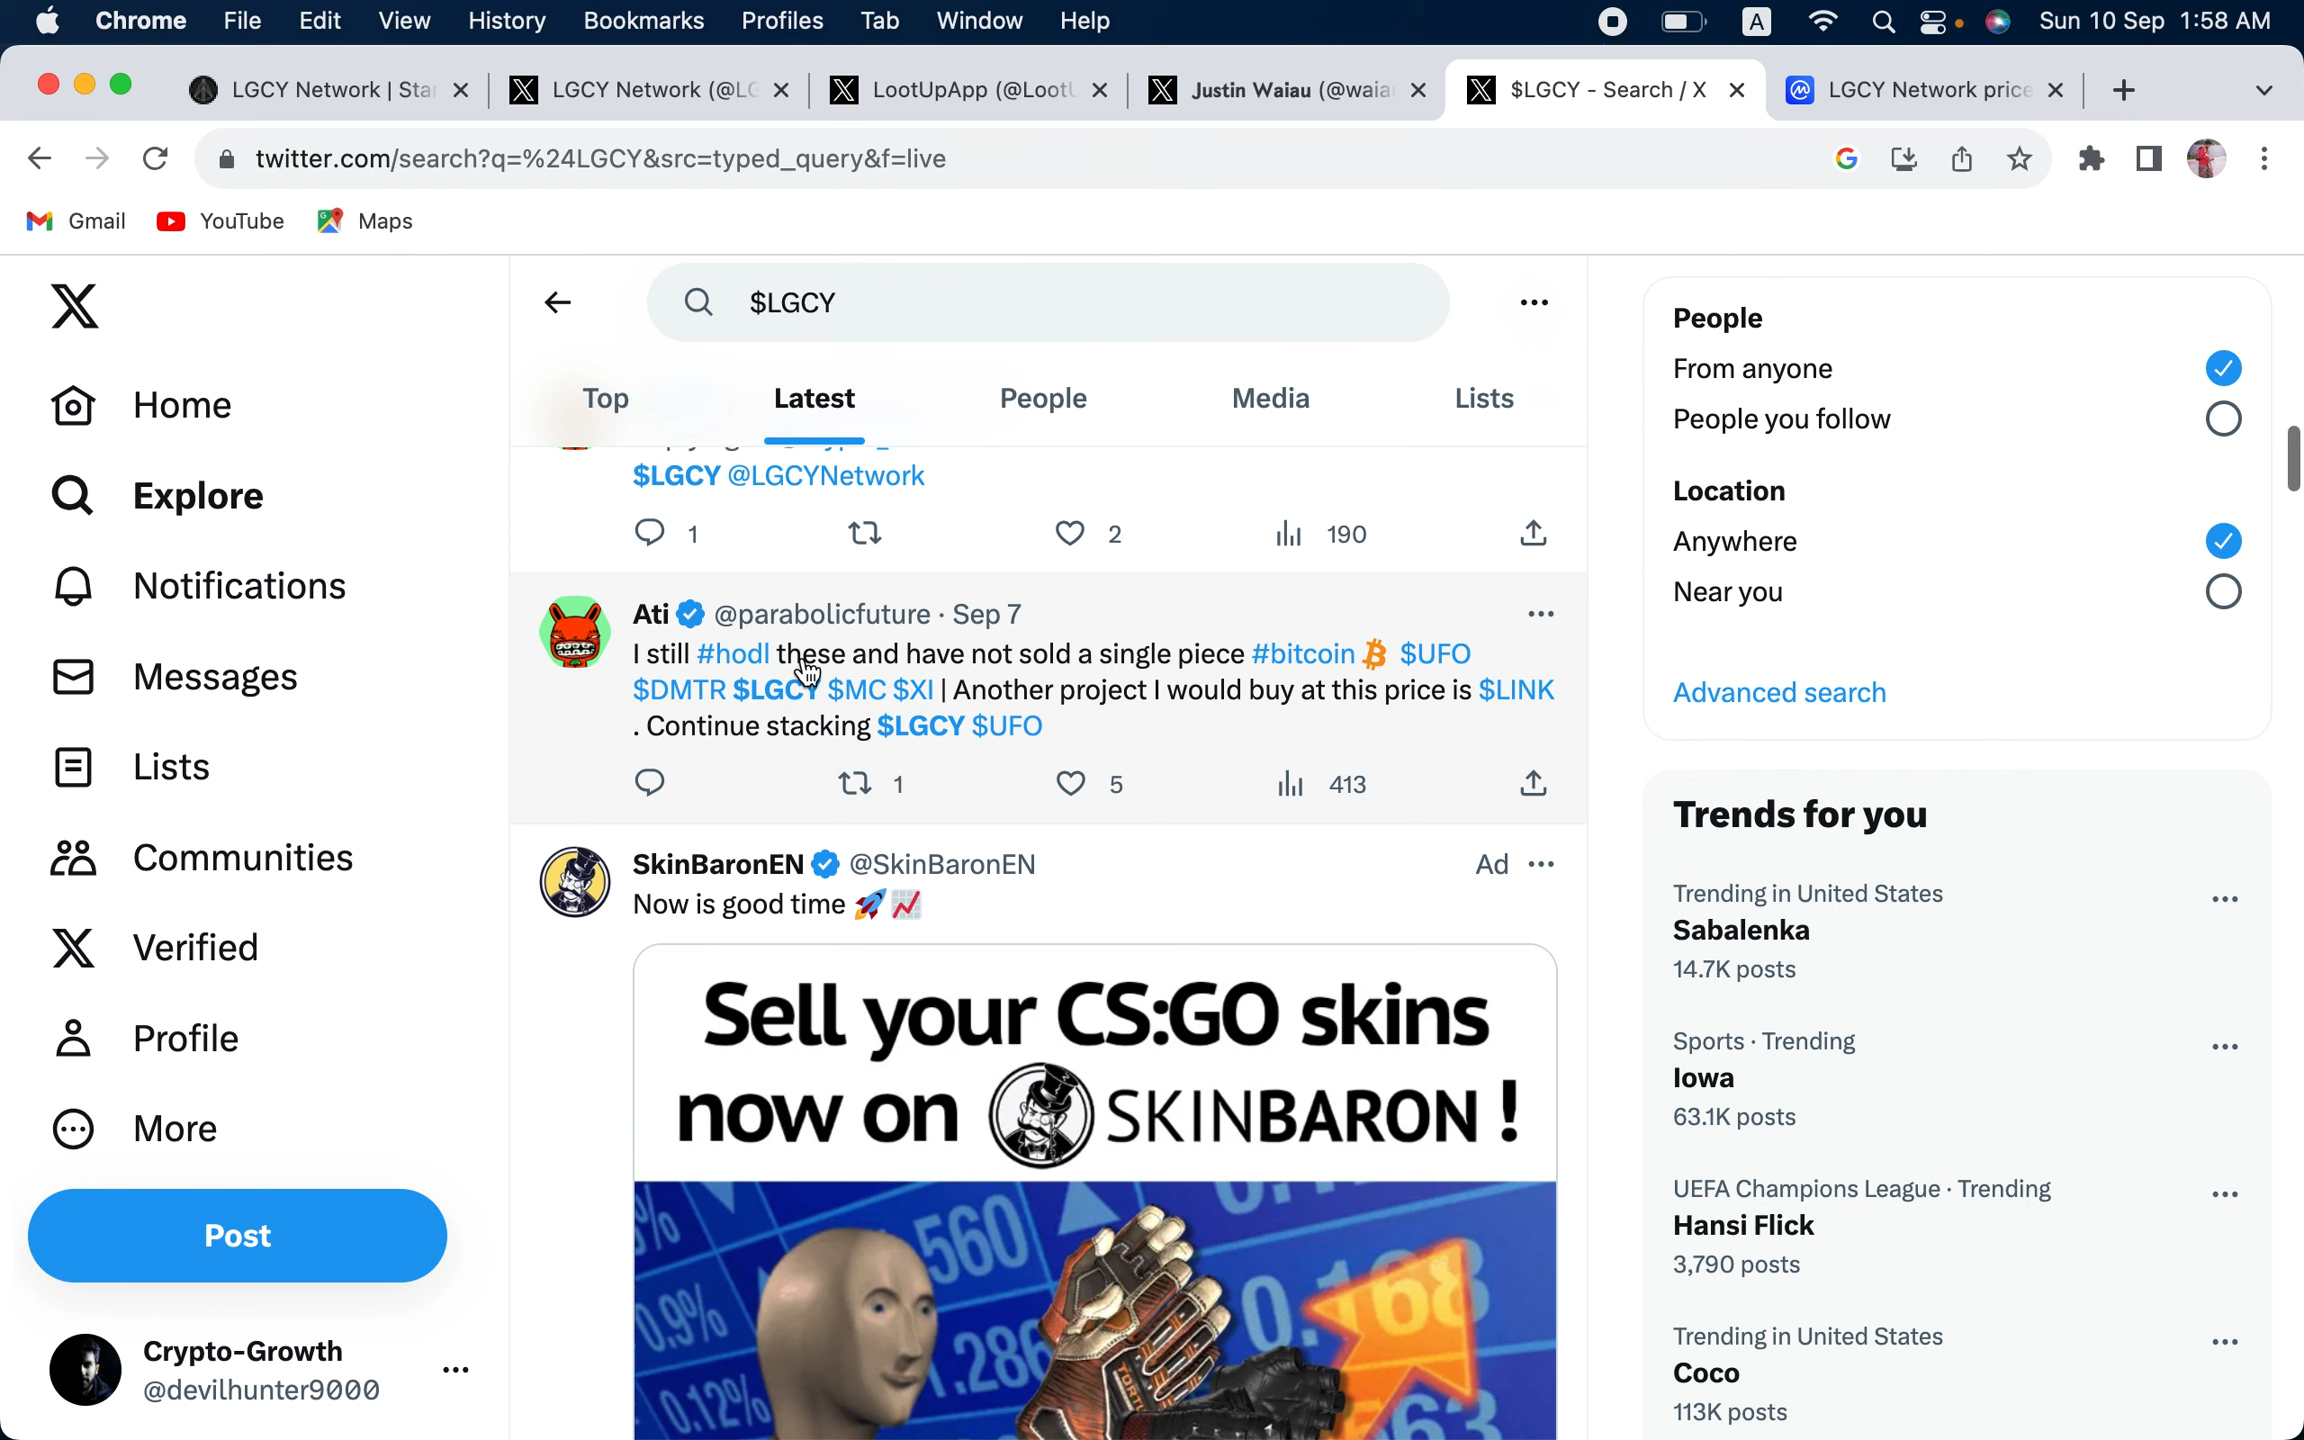 Chrome File Edit View History Bookmarks Profiles Tab Window Help A Sun 10 Sep 1:58 AM
LGCY Network | Star LGCY Network (@LG LootUpApp (@Loot Justin Waiau (@waia $LGCY - Search / X LGCY Network price
twitter.com/search?q=%24LGCY&src=typed_query&f=live
Gmail YouTube Maps
Home
Explore
Notifications
Messages
Lists
Communities
Verified
Profile
More
Post
Crypto-Growth
@devilhunter9000
$LGCY
Top Latest People Media Lists
$LGCY @LGCYNetwork
1 2 190
Ati @parabolicfuture · Sep 7
I still #hodl these and have not sold a single piece #bitcoin $UFO
$DMTR $LGCY $MC $XI | Another project I would buy at this price is $LINK
. Continue stacking $LGCY $UFO
1 5 413
SkinBaronEN @SkinBaronEN Ad
Now is good time 🚀📈
Sell your CS:GO skins
now on SKINBARON !
560
0.9%
1.286
0.168
0.12%
63
TORTU
People
From anyone
People you follow
Location
Anywhere
Near you
Advanced search
Trends for you
Trending in United States
Sabalenka
14.7K posts
Sports · Trending
Iowa
63.1K posts
UEFA Champions League · Trending
Hansi Flick
3,790 posts
Trending in United States
Coco
113K posts